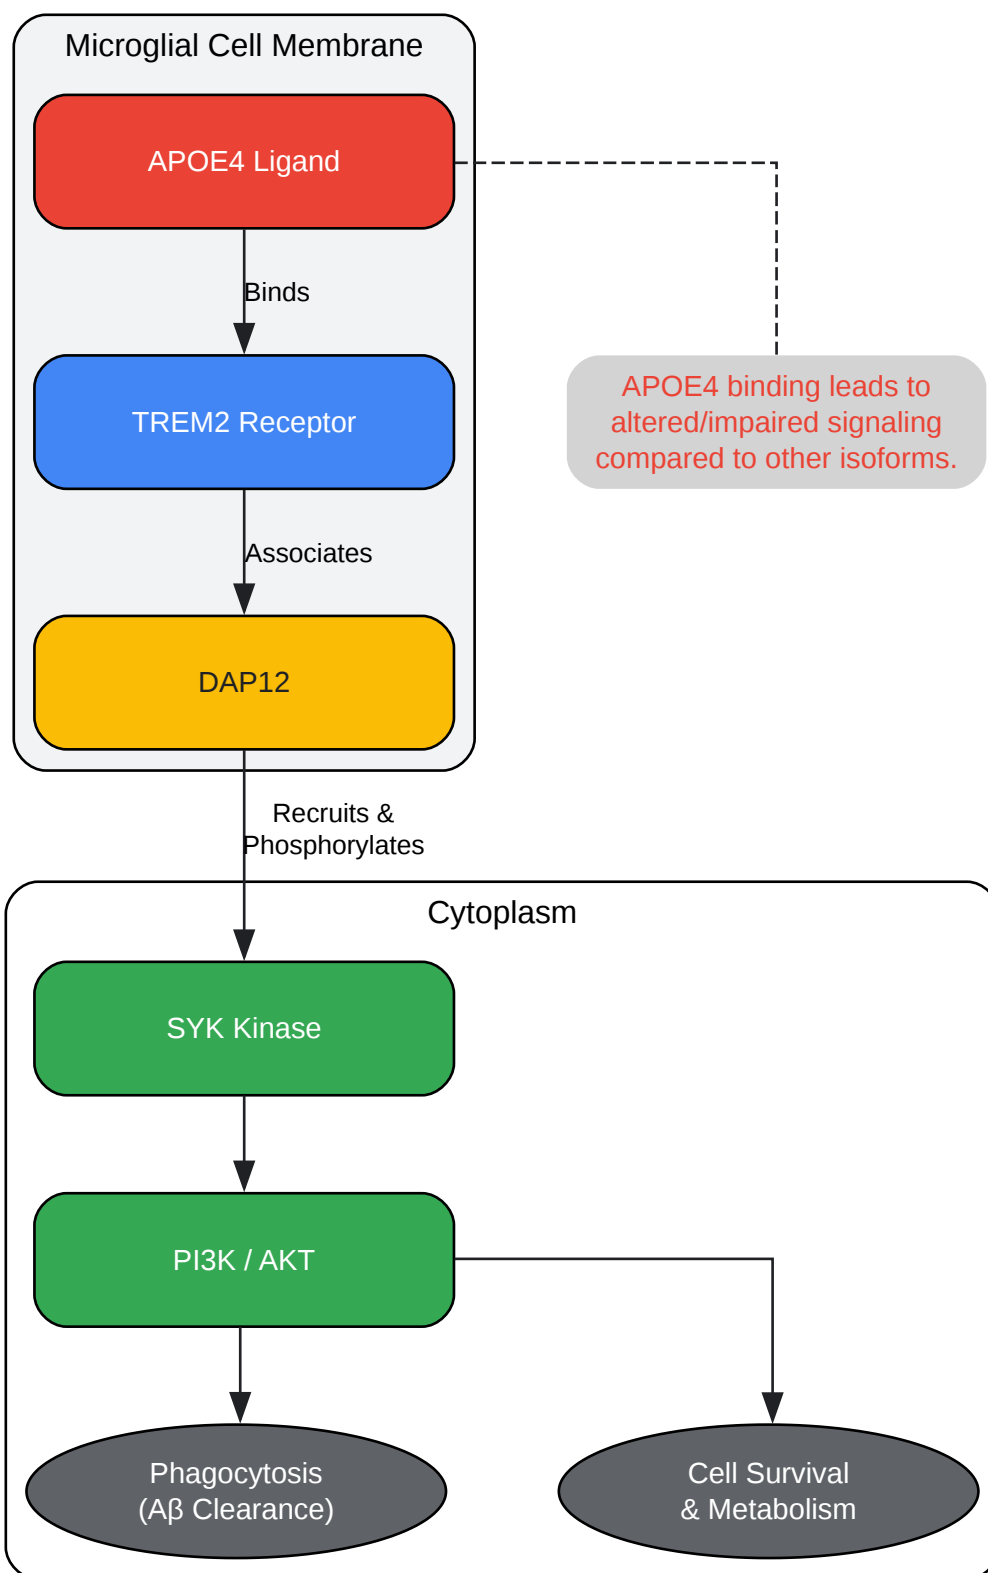 Microglial Cell Membrane
APOE4 Ligand
Binds
TREM2 Receptor
APOE4 binding leads to
altered/impaired signaling
compared to other isoforms.
Associates
DAP12
Recruits &
Phosphorylates
Cytoplasm
SYK Kinase
PI3K / AKT
Phagocytosis
(Aβ Clearance)
Cell Survival
& Metabolism